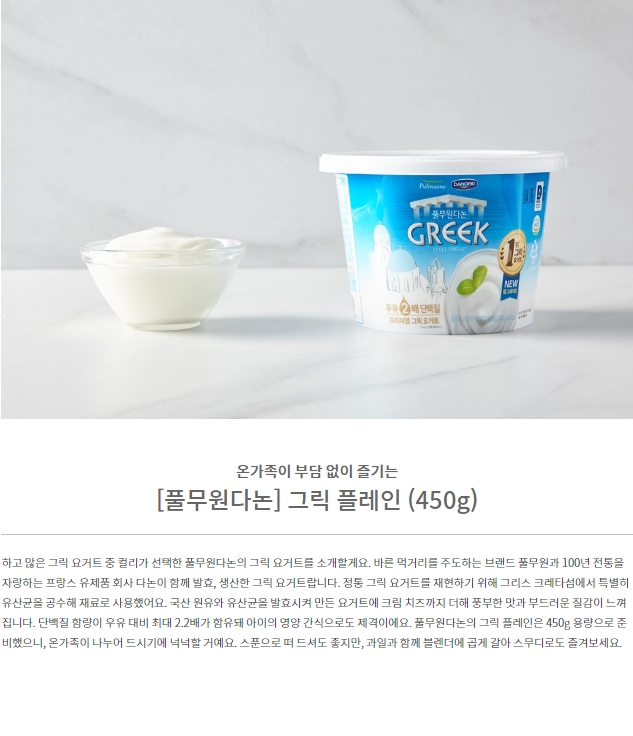 Pulmuone DANONE
풀무원다논
GREEK
STYLE YOGURT
1
NEW
우유 2배 단백질
프리미엄 그릭 요거트
온가족이 부담 없이 즐기는
[풀무원다논] 그릭 플레인 (450g)
하고 많은 그릭 요거트 중 컬리가 선택한 풀무원다논의 그릭 요거트를 소개할게요. 바른 먹거리를 주도하는 브랜드 풀무원과 100년 전통을
자랑하는 프랑스 유제품 회사 다논이 함께 발효, 생산한 그릭 요거트랍니다. 정통 그릭 요거트를 재현하기 위해 그리스 크레타섬에서 특별히
유산균을 공수해 재료로 사용했어요. 국산 원유와 유산균을 발효시켜 만든 요거트에 크림 치즈까지 더해 풍부한 맛과 부드러운 질감이 느껴
집니다. 단백질 함량이 우유 대비 최대 2.2배가 함유돼 아이의 영양 간식으로도 제격이에요. 풀무원다논의 그릭 플레인은 450g 용량으로 준
비했으니, 온가족이 나누어 드시기에 넉넉할 거예요. 스푼으로 떠 드셔도 좋지만, 과일과 함께 블렌더에 곱게 갈아 스무디로도 즐겨보세요.